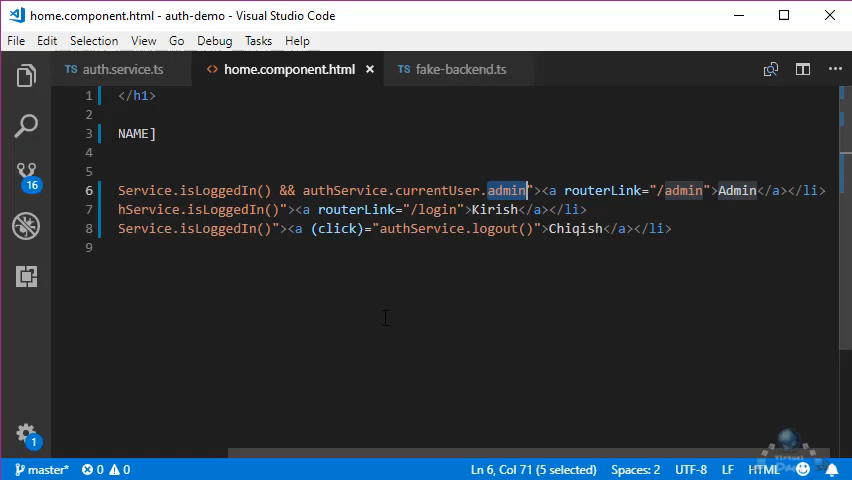 home.component.html - auth-demo - Visual Studio Code
File Edit Selection View Go Debug Tasks Help
TS auth.service.ts <> home.component.html × TS fake-backend.ts
1 </h1>
2
3 NAME]
4
5
6 Service.isLoggedIn() && authService.currentUser.admin"><a routerLink="/admin">Admin</a></li>
7 hService.isLoggedIn()"><a routerLink="/login">Kirish</a></li>
8 Service.isLoggedIn()"><a (click)="authService.logout()">Chiqish</a></li>
9
16
1
Virtual
master* 0 0 Ln 6, Col 71 (5 selected) Spaces: 2 UTF-8 LF HTML